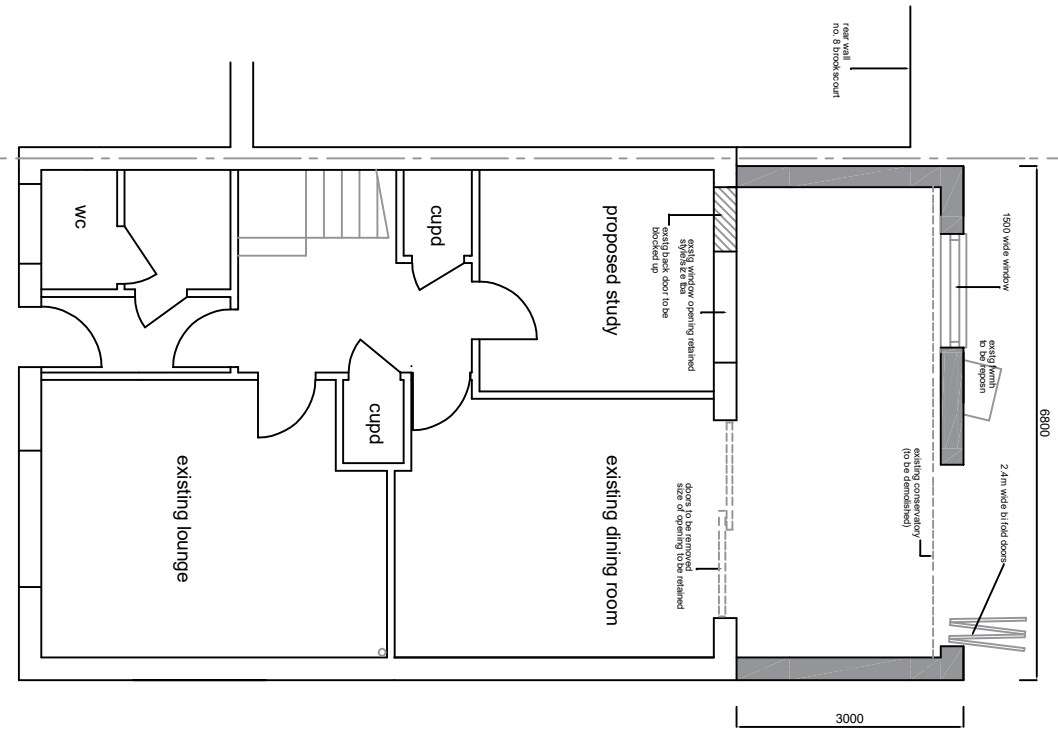 rear wall
no. 8 brookscourt
wc
cupd
proposed study
exstg window opening retained
style/size tba
exstg back door to be
blocked up
1500 wide window
exstg fwmh
to be reposn
6800
cupd
existing lounge
existing dining room
doors to be removed
size of opening to be retained
existing conservatory
(to be demolished)
2.4m wide bifold doors
3000